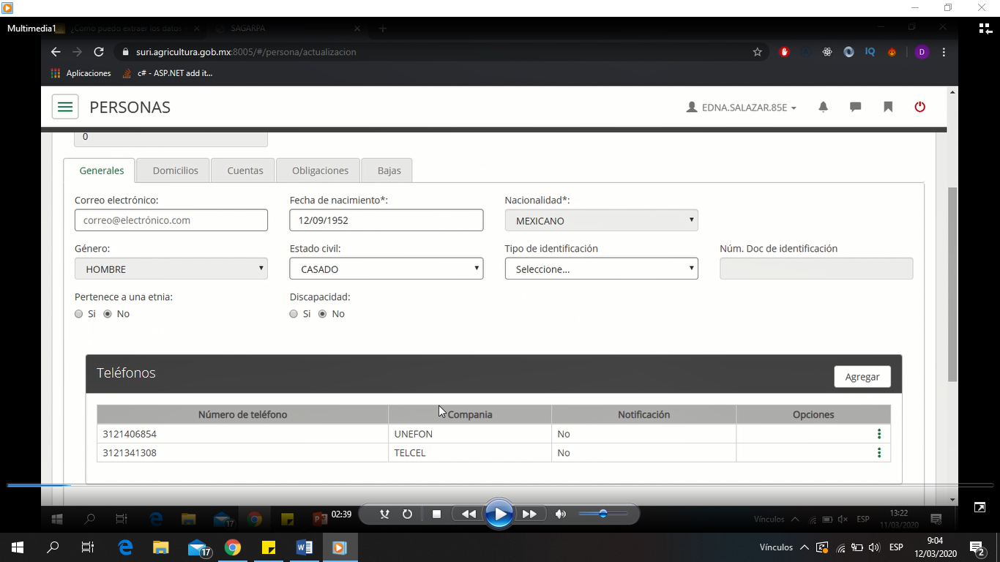 Multimedia1
¿Como puedo extraer los datos
SAGARPA
suri.agricultura.gob.mx:8005/#/persona/actualizacion
IQ
D
Aplicaciones
c# - ASP.NET add it...
PERSONAS
EDNA.SALAZAR.85E
0
Generales
Domicilios
Cuentas
Obligaciones
Bajas
Correo electrónico:
Fecha de nacimiento*:
Nacionalidad*:
correo@electrónico.com
12/09/1952
MEXICANO
Género:
Estado civil:
Tipo de identificación
Núm. Doc de identificación
HOMBRE
CASADO
Seleccione...
Pertenece a una etnia:
Discapacidad:
Si
No
Si
No
Teléfonos
Agregar
Número de teléfono
Compania
Notificación
Opciones
3121406854
UNEFON
No
3121341308
TELCEL
No
17
02:39
Vínculos
ESP
13:22
11/03/2020
17
Vínculos
ESP
9:04
12/03/2020
2